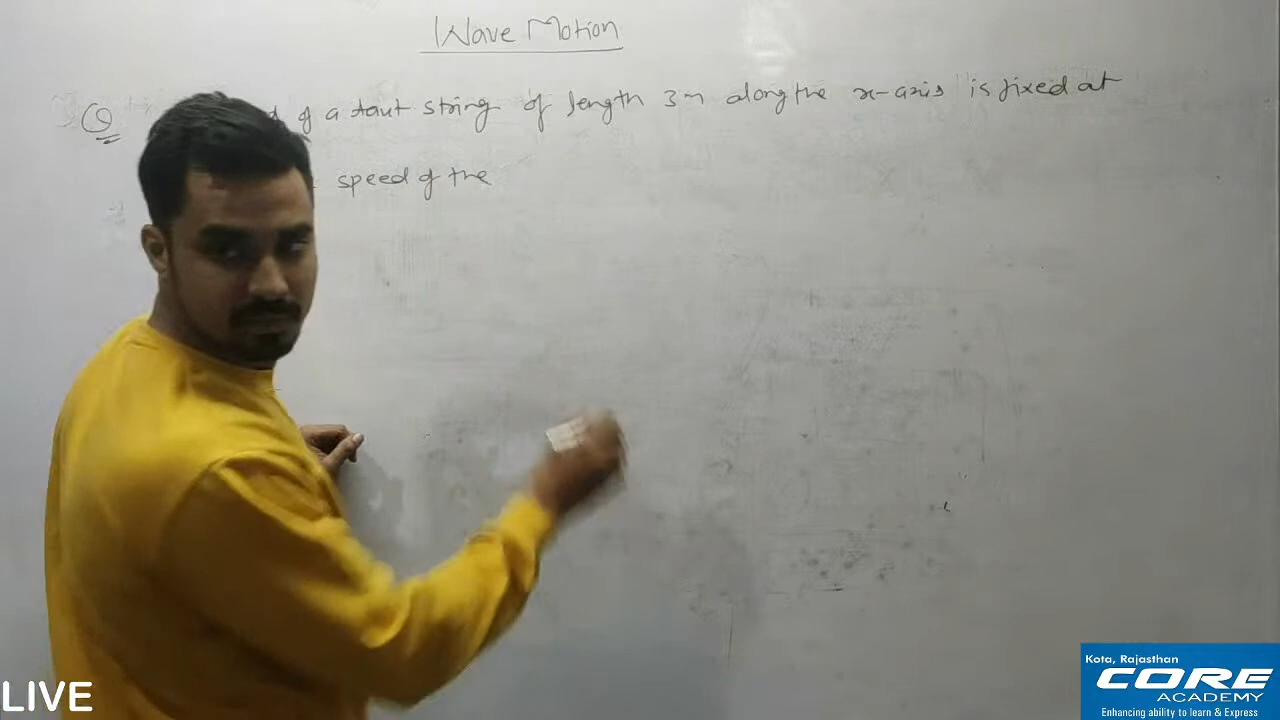 Wave Motion
Q of a taut string of length 3m along the x-axis is fixed at
speed of the
LIVE
Kota, Rajasthan
CORE
ACADEMY
Enhancing ability to learn & Express